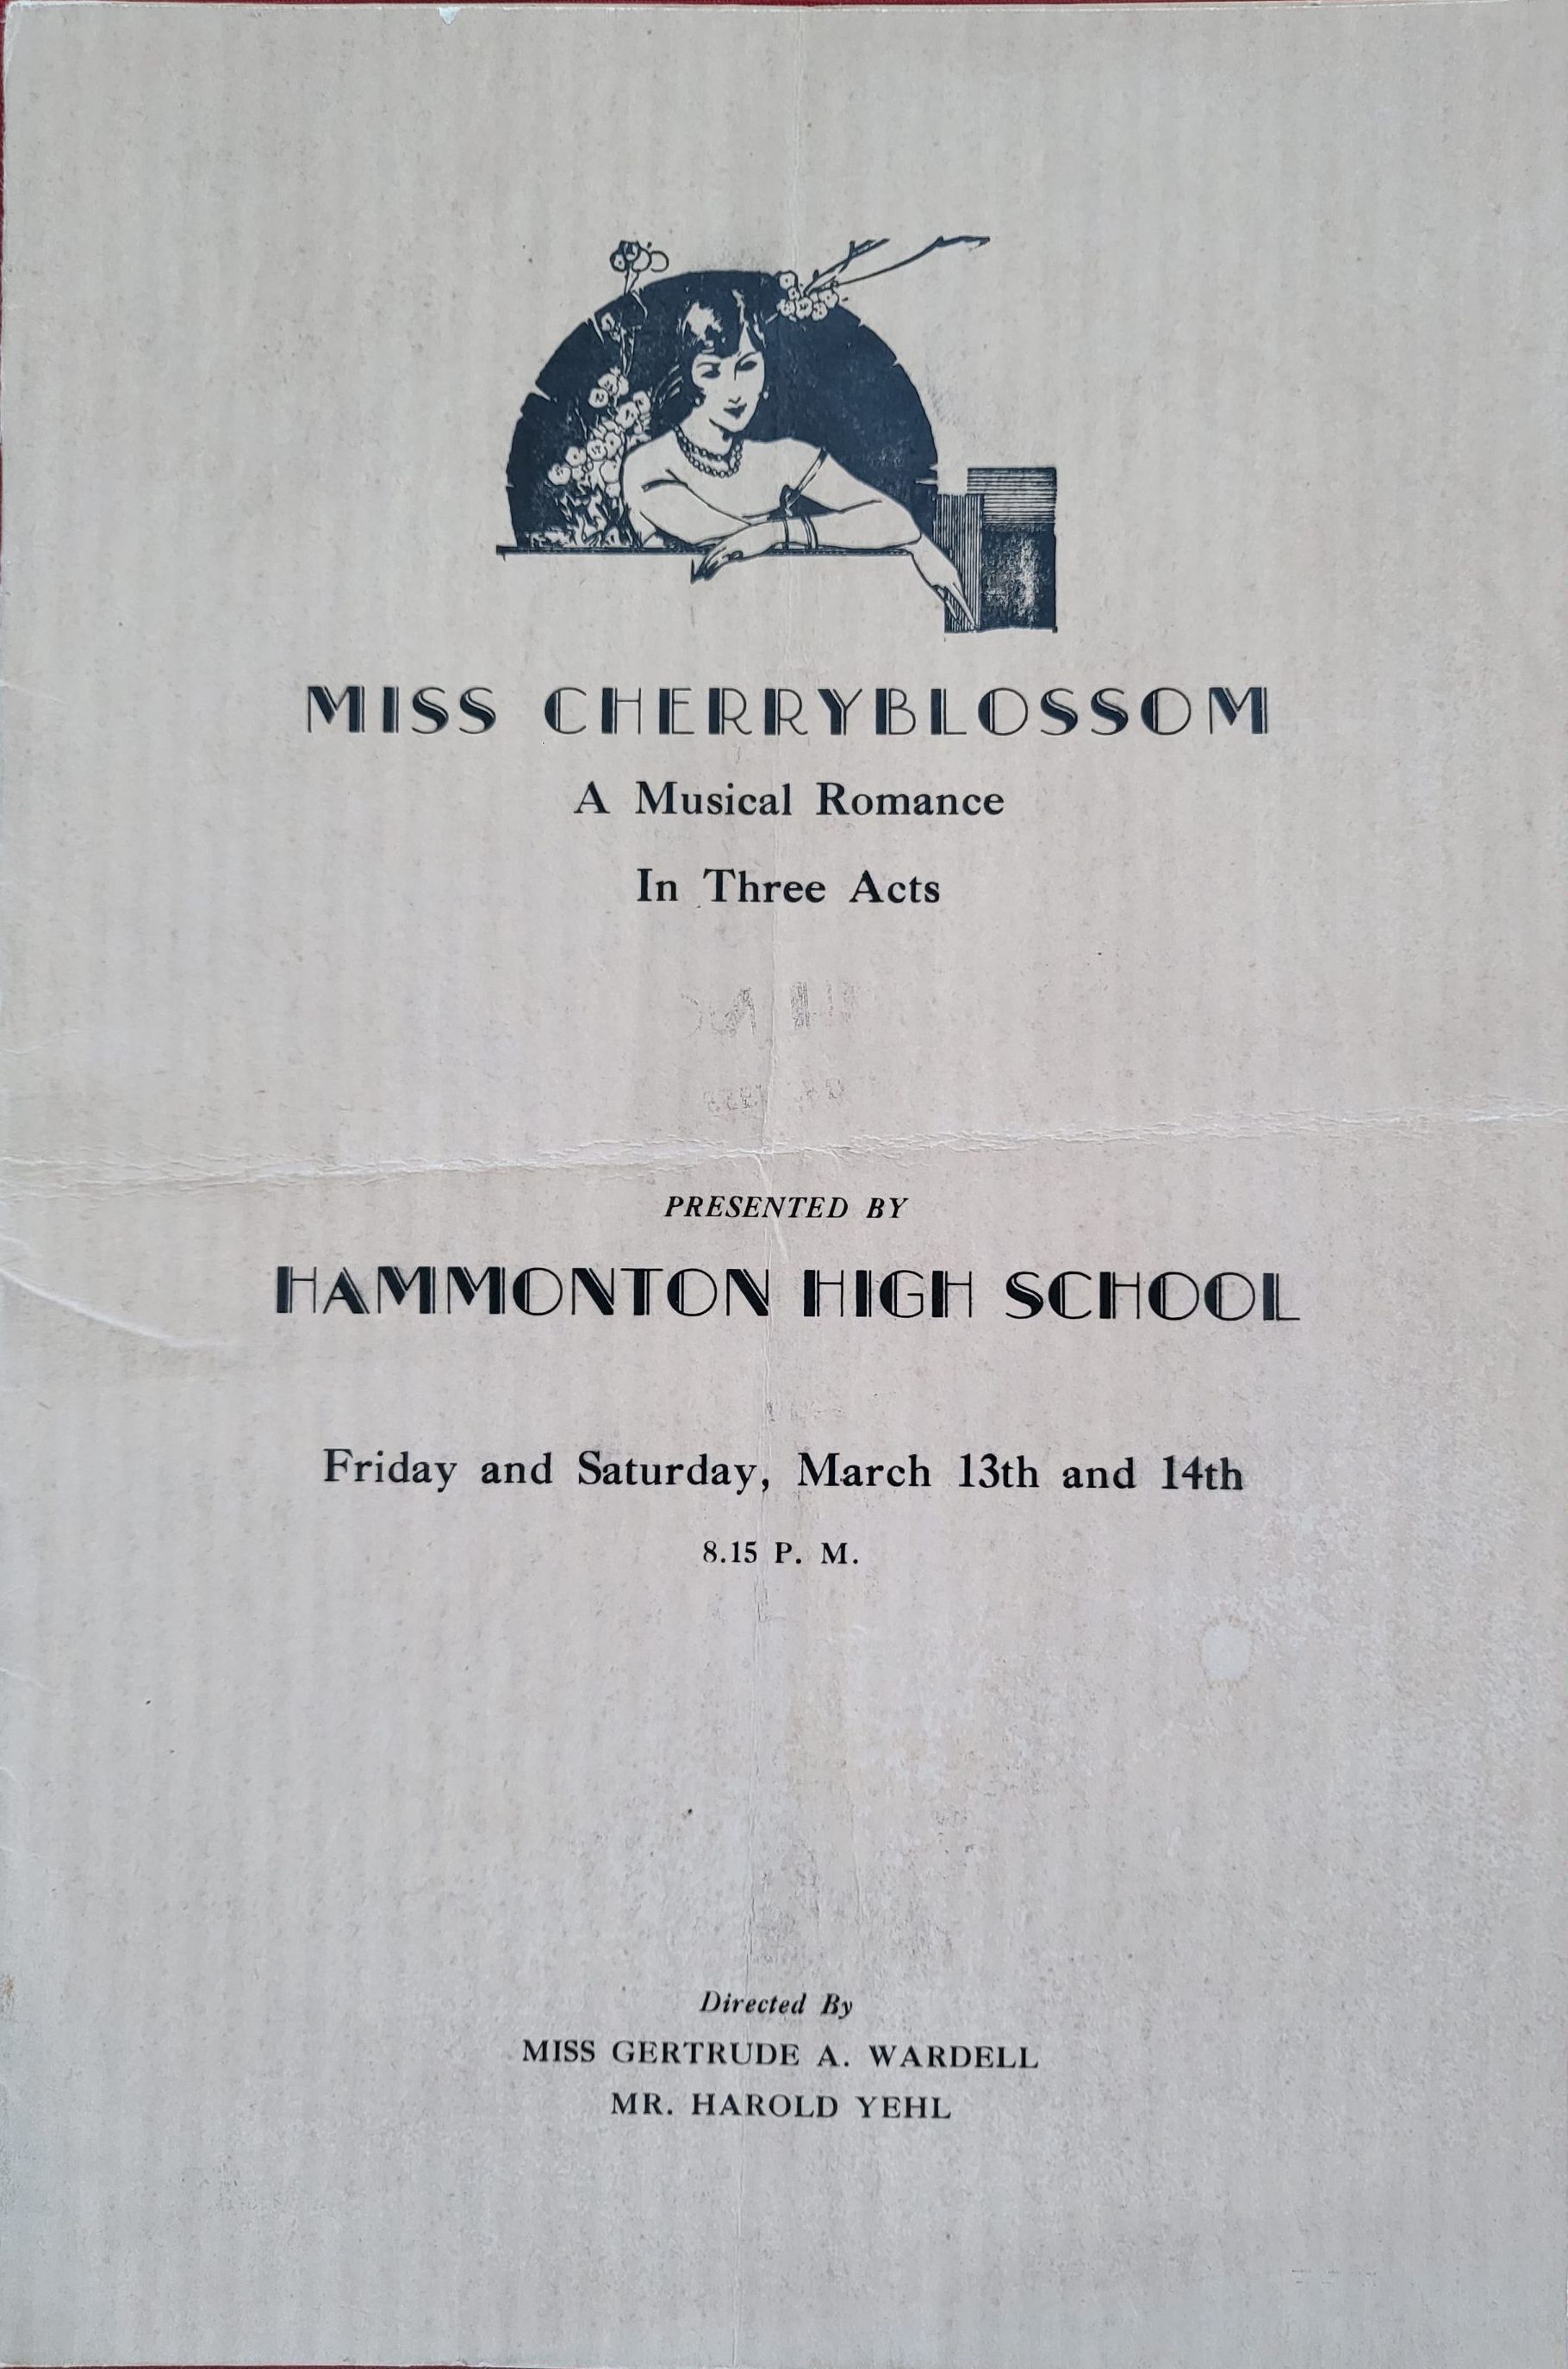 MISS CHERRYBLOSSOM
A Musical Romance
In Three Acts
PRESENTED BY
HAMMONTON HIGH SCHOOL
Friday and Saturday, March 13th and 14th
8.15 P. M.
Directed By
MISS GERTRUDE A. WARDELL
MR. HAROLD YEHL